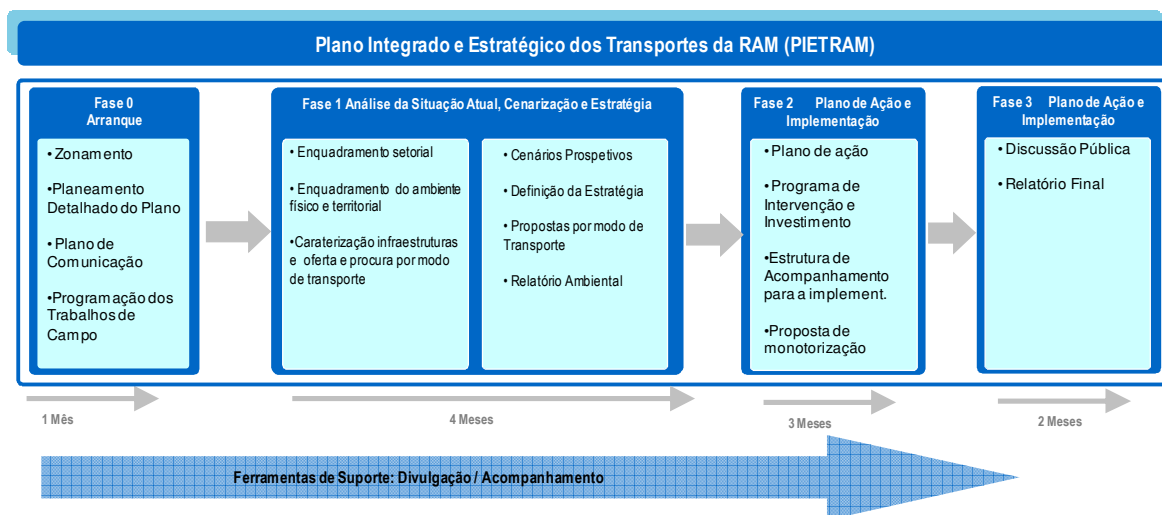 Plano Integrado e Estratégico dos Transportes da RAM (PIETRAM)
Fase 0
Arranque
•Zonamento
•Planeamento
Detalhado do Plano
•Plano de
Comunicação
•Programação dos
Trabalhos de
Campo
Fase 1 Análise da Situação Atual, Cenarização e Estratégia
• Enquadramento setorial
• Enquadramento do ambiente
físico e territorial
• Caraterização infraestruturas
e oferta e procura por modo
de transporte
• Cenários Prospetivos
• Definição da Estratégia
• Propostas por modo de
Transporte
• Relatório Ambiental
Fase 2 Plano de Ação e
Implementação
•Plano de ação
•Programa de
Intervenção e
Investimento
•Estrutura de
Acompanhamento
para a implement.
•Proposta de
monotorização
Fase 3 Plano de Ação e
Implementação
•Discussão Pública
•Relatório Final
1 Mês
4 Meses
3 Meses
2 Meses
Ferramentas de Suporte: Divulgação / Acompanhamento